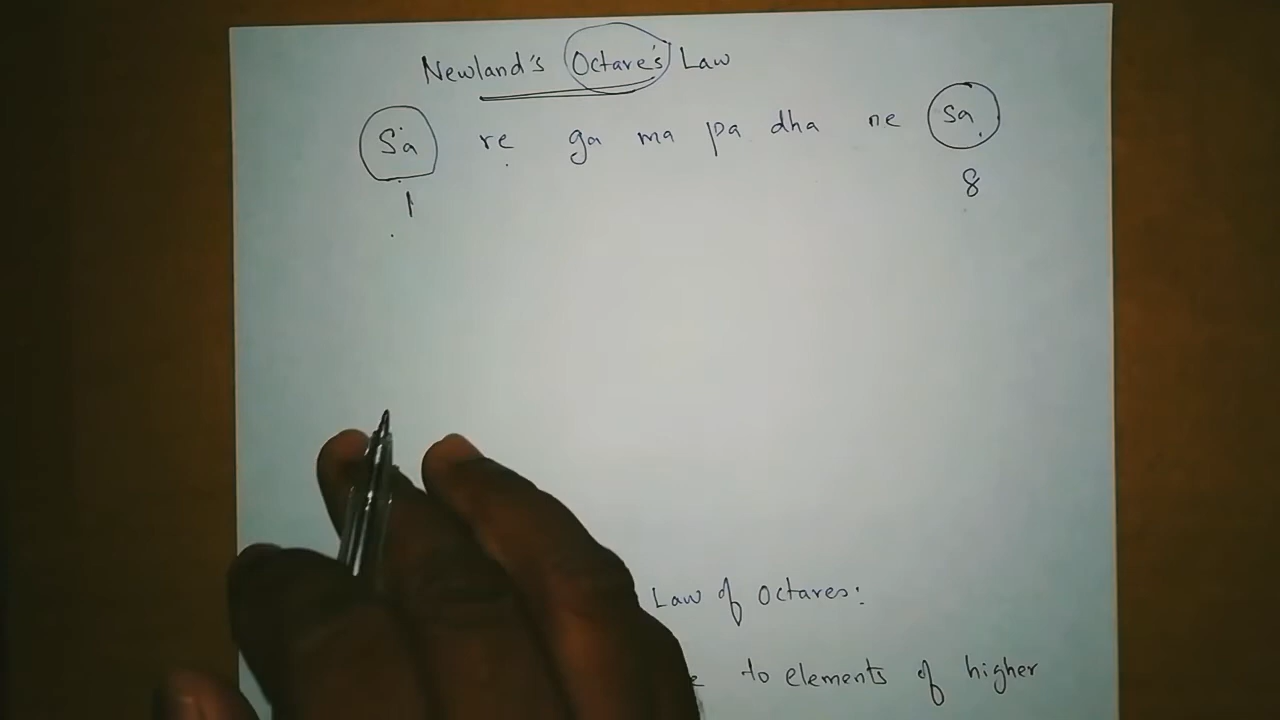 Newland's Octave's Law
Sa re ga ma pa dha ne Sa
1 8
Law of Octaves:
to elements of higher